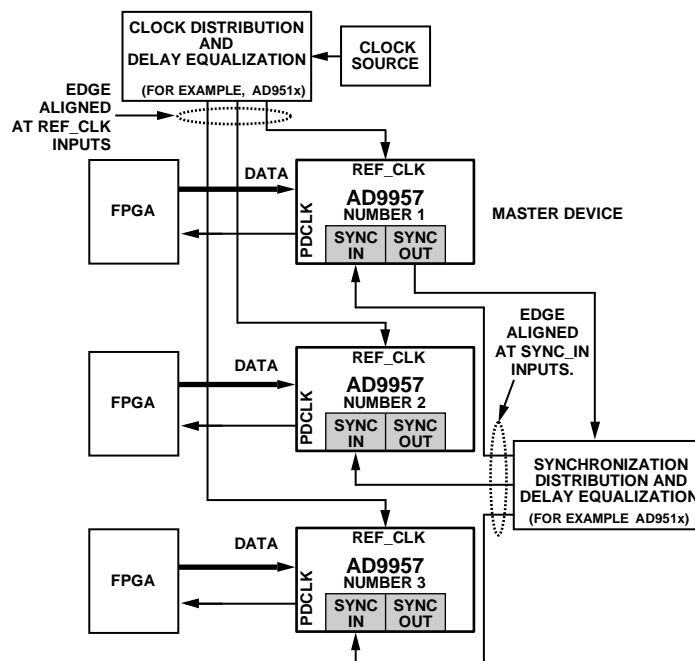 CLOCK DISTRIBUTION
AND
DELAY EQUALIZATION
(FOR EXAMPLE, AD951x)
CLOCK
SOURCE
EDGE
ALIGNED
AT REF_CLK
INPUTS
FPGA
DATA
REF_CLK
AD9957
NUMBER 1
PDCLK
SYNC
IN
SYNC
OUT
MASTER DEVICE
EDGE
ALIGNED
AT SYNC_IN
INPUTS.
FPGA
DATA
REF_CLK
AD9957
NUMBER 2
PDCLK
SYNC
IN
SYNC
OUT
SYNCHRONIZATION
DISTRIBUTION AND
DELAY EQUALIZATION
(FOR EXAMPLE AD951x)
FPGA
DATA
REF_CLK
AD9957
NUMBER 3
PDCLK
SYNC
IN
SYNC
OUT